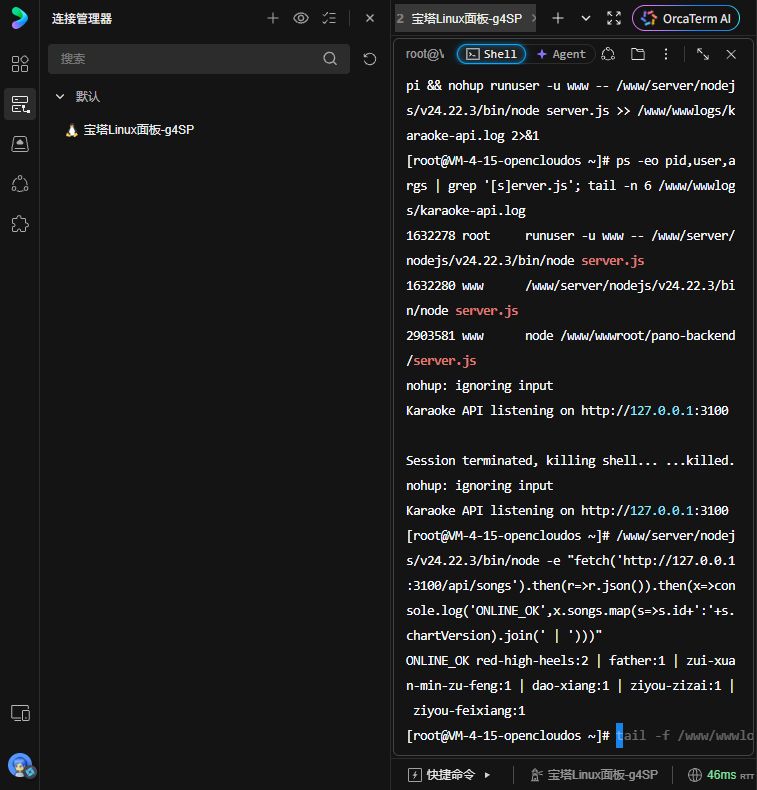 连接管理器
搜索
默认
宝塔Linux面板-g4SP
2 宝塔Linux面板-g4SP
OrcaTerm AI
root@V
Shell
Agent
pi && nohup runuser -u www -- /www/server/nodej
s/v24.22.3/bin/node server.js >> /www/wwwlogs/k
araoke-api.log 2>&1
[root@VM-4-15-opencloudos ~]# ps -eo pid,user,a
rgs | grep '[s]erver.js'; tail -n 6 /www/wwwlog
s/karaoke-api.log
1632278 root     runuser -u www -- /www/server/
nodejs/v24.22.3/bin/node server.js
1632280 www      /www/server/nodejs/v24.22.3/bi
n/node server.js
2903581 www      node /www/wwwroot/pano-backend
/server.js
nohup: ignoring input
Karaoke API listening on http://127.0.0.1:3100
Session terminated, killing shell... ...killed.
nohup: ignoring input
Karaoke API listening on http://127.0.0.1:3100
[root@VM-4-15-opencloudos ~]# /www/server/nodej
s/v24.22.3/bin/node -e "fetch('http://127.0.0.1
:3100/api/songs').then(r=>r.json()).then(x=>con
sole.log('ONLINE_OK',x.songs.map(s=>s.id+':'+s.
chartVersion).join(' | ')))"
ONLINE_OK red-high-heels:2 | father:1 | zui-xua
n-min-zu-feng:1 | dao-xiang:1 | ziyou-zizai:1 |
 ziyou-feixiang:1
[root@VM-4-15-opencloudos ~]# tail -f /www/wwwlo
快捷命令
宝塔Linux面板-g4SP
46ms RTT